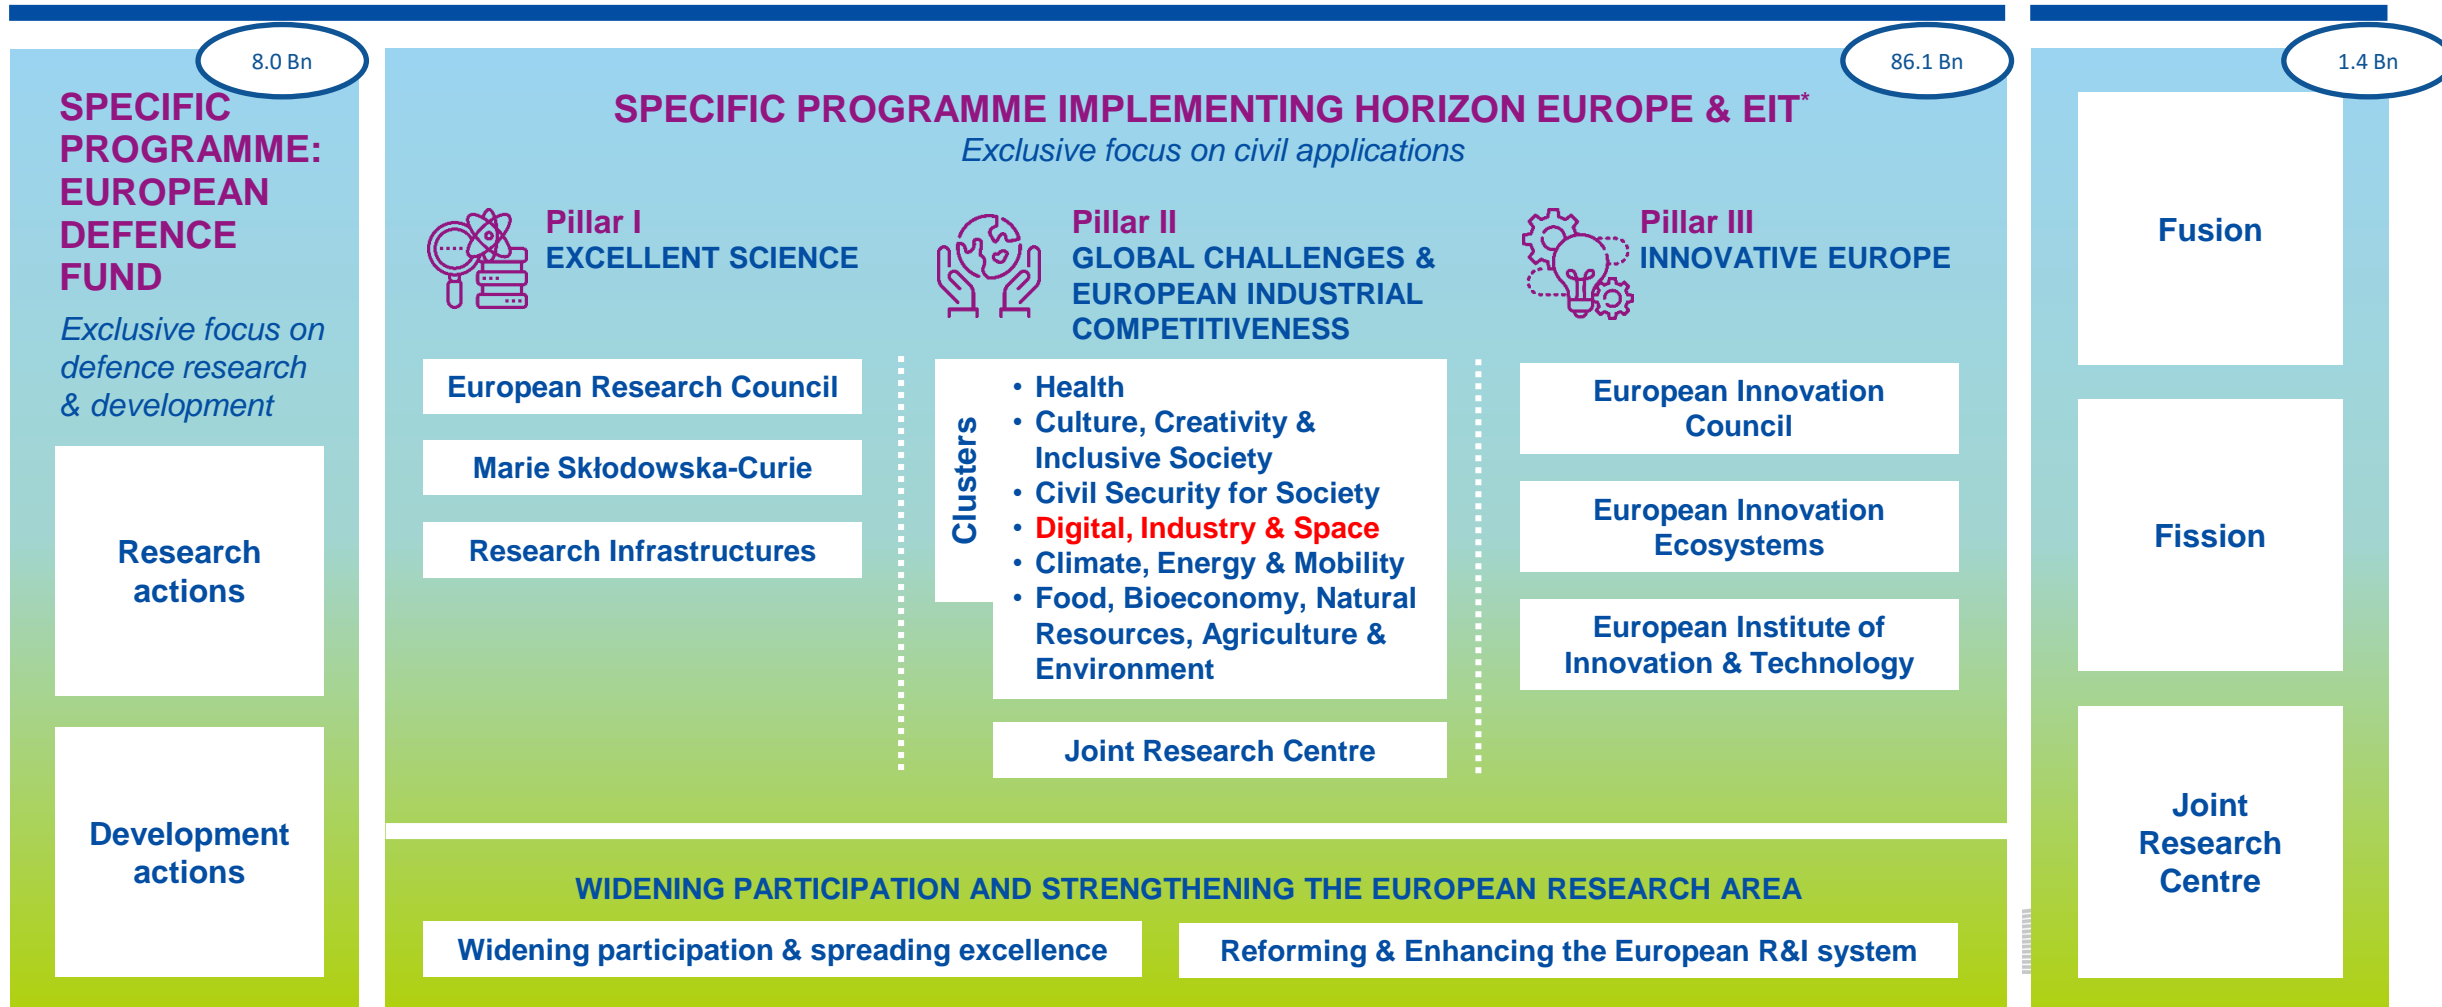 8.0 Bn
SPECIFIC
PROGRAMME:
EUROPEAN
DEFENCE
FUND
Exclusive focus on
defence research
& development
Research
actions
Development
actions
86.1 Bn
SPECIFIC PROGRAMME IMPLEMENTING HORIZON EUROPE & EIT*
Exclusive focus on civil applications
Pillar I
EXCELLENT SCIENCE
European Research Council
Marie Skłodowska-Curie
Research Infrastructures
Pillar II
GLOBAL CHALLENGES &
EUROPEAN INDUSTRIAL
COMPETITIVENESS
Clusters
• Health
• Culture, Creativity &
Inclusive Society
• Civil Security for Society
• Digital, Industry & Space
• Climate, Energy & Mobility
• Food, Bioeconomy, Natural
Resources, Agriculture &
Environment
Joint Research Centre
Pillar III
INNOVATIVE EUROPE
European Innovation
Council
European Innovation
Ecosystems
European Institute of
Innovation & Technology
WIDENING PARTICIPATION AND STRENGTHENING THE EUROPEAN RESEARCH AREA
Widening participation & spreading excellence
Reforming & Enhancing the European R&I system
1.4 Bn
Fusion
Fission
Joint
Research
Centre